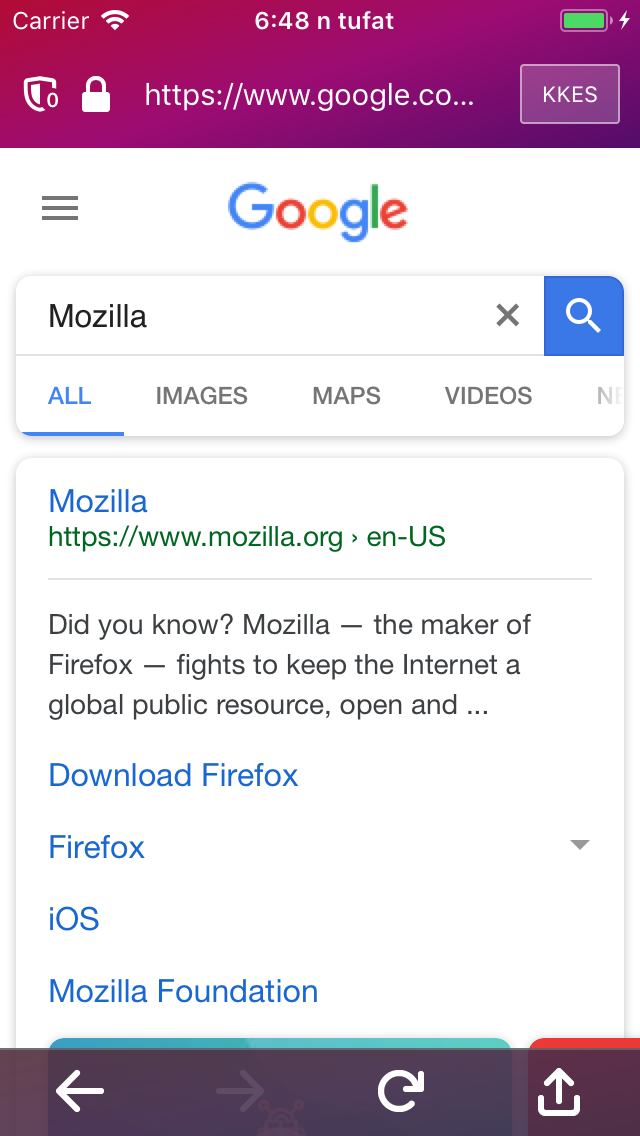 Carrier 6:48 n tufat
0 https://www.google.co... KKES
Google
Mozilla
ALL IMAGES MAPS VIDEOS
Mozilla
https://www.mozilla.org › en-US
Did you know? Mozilla — the maker of
Firefox — fights to keep the Internet a
global public resource, open and ...
Download Firefox
Firefox
iOS
Mozilla Foundation